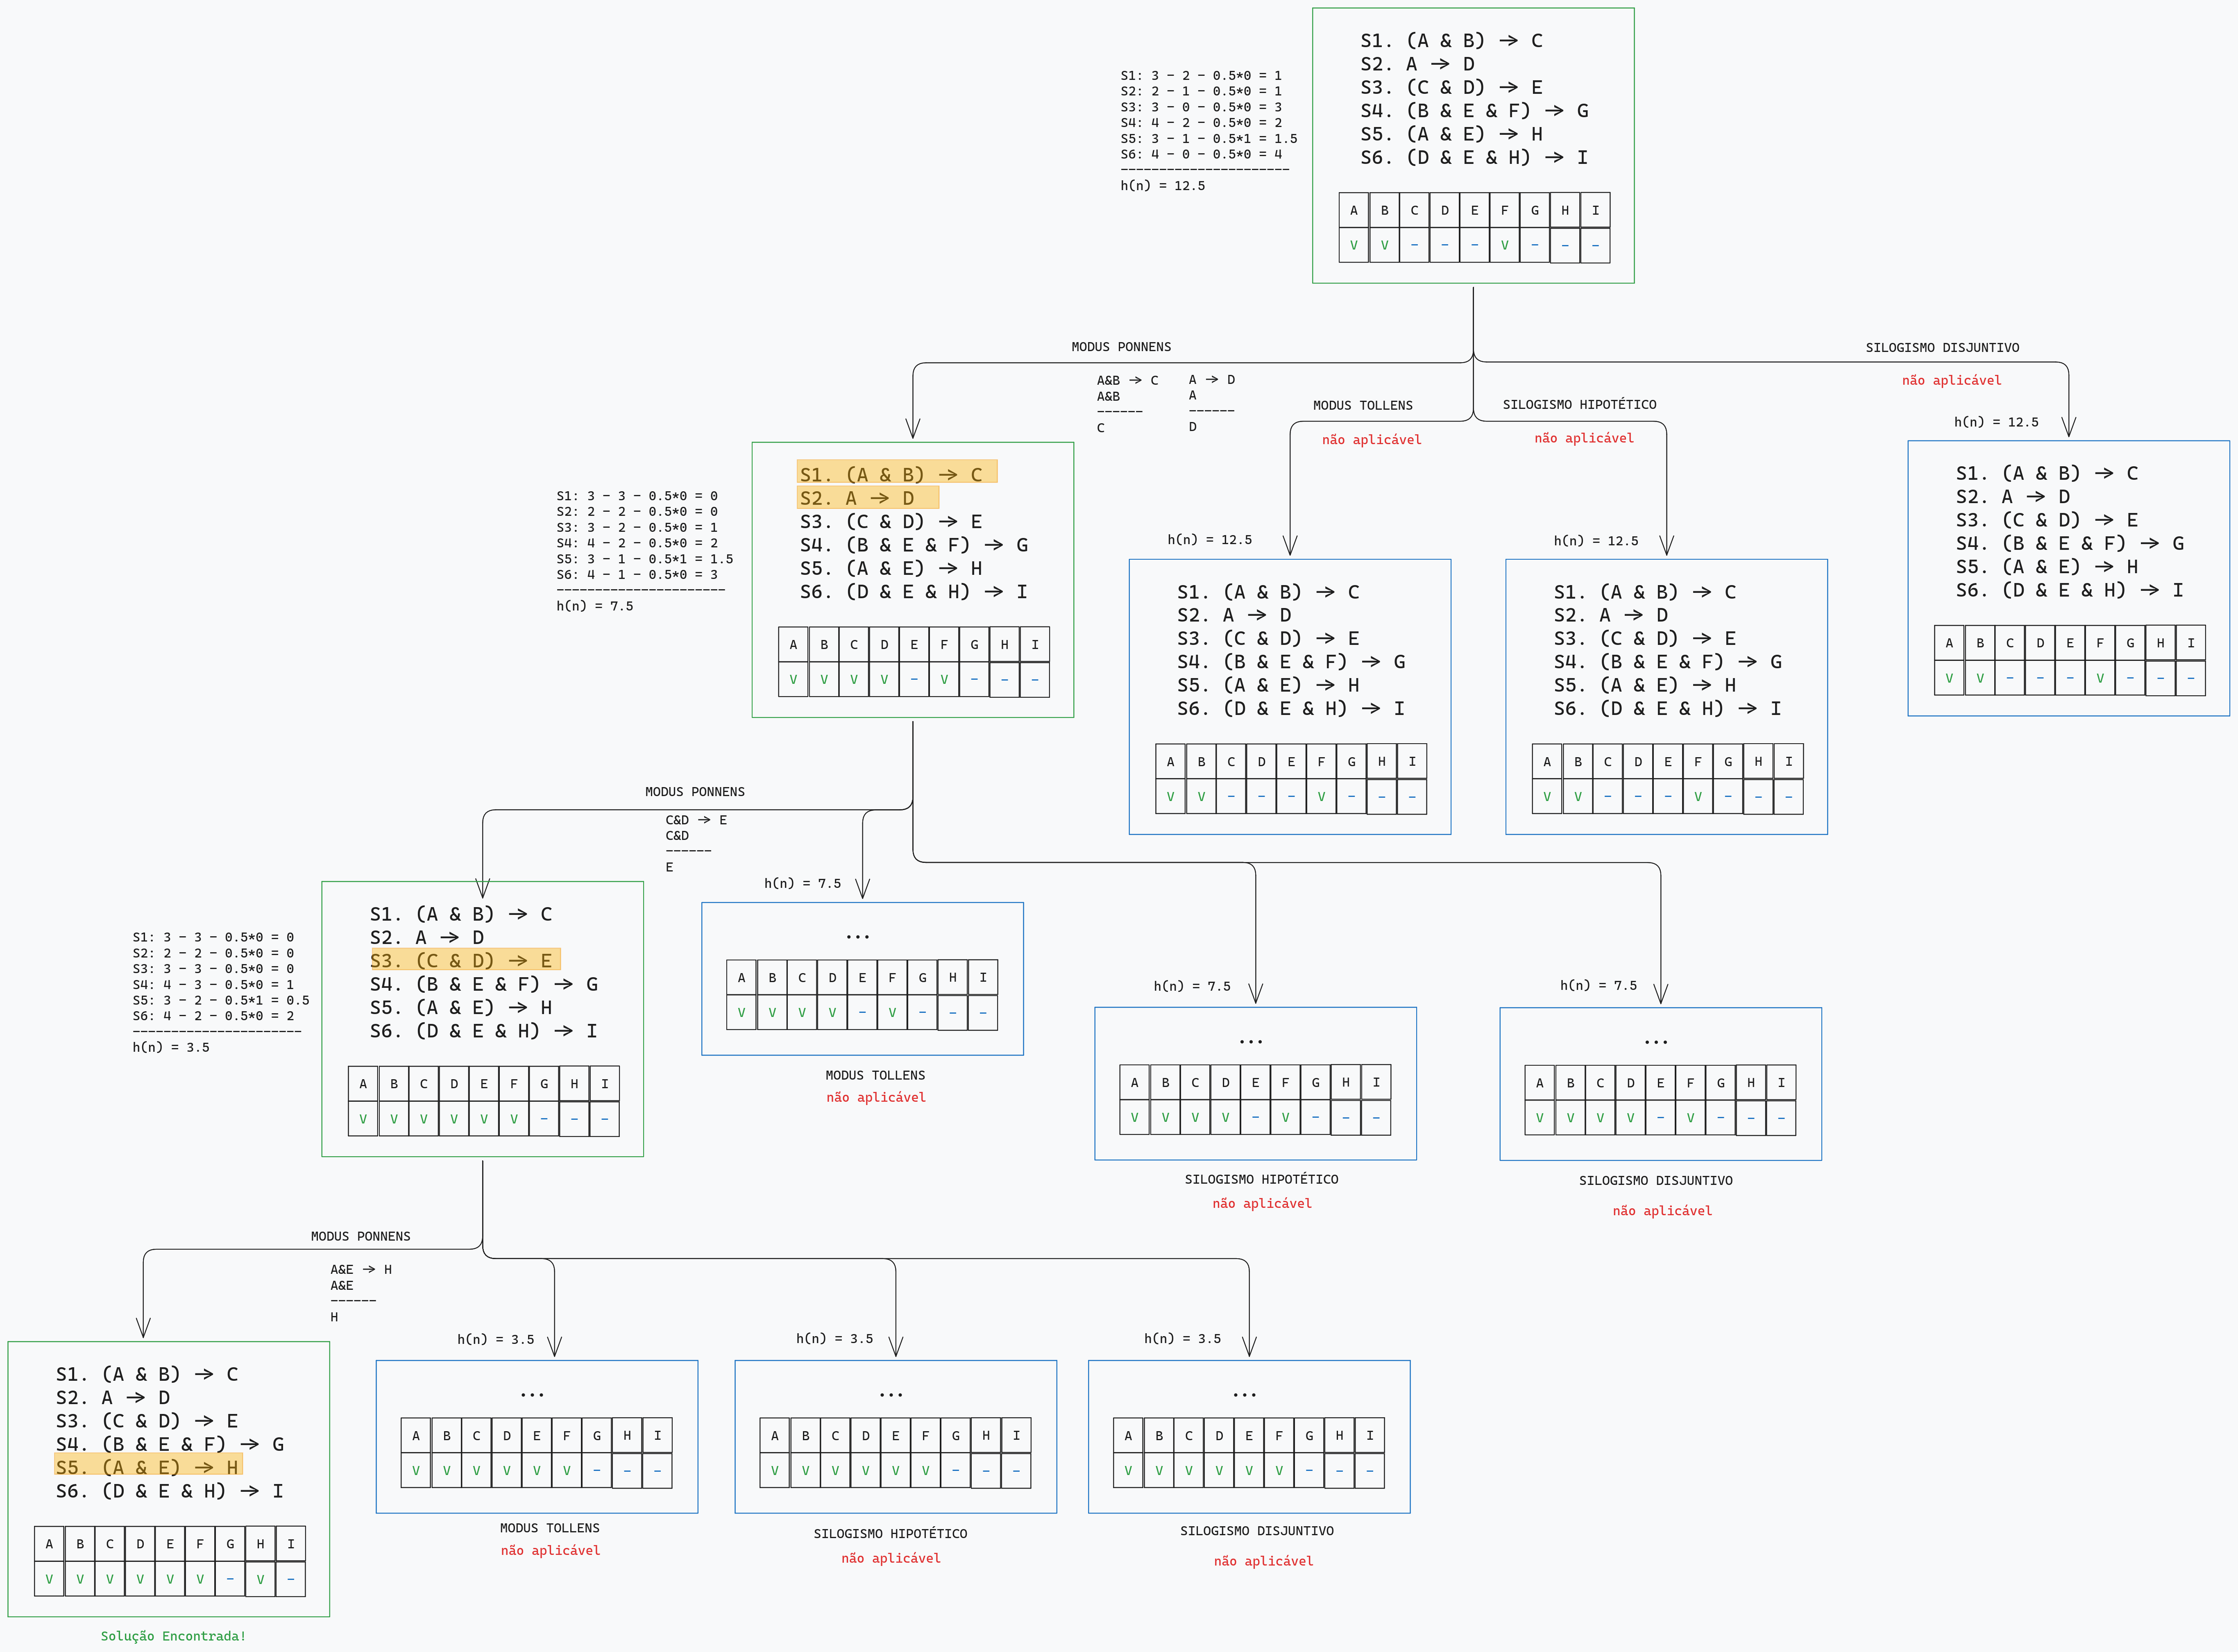 S1. (A & B) → C
S2. A → D
S3. (C & D) → E
S4. (B & E & F) → G
S5. (A & E) → H
S6. (D & E & H) → I
A B C D E F G H I
V V - - - V - - -
S1: 3 - 2 - 0.5*0 = 1
S2: 2 - 1 - 0.5*0 = 1
S3: 3 - 0 - 0.5*0 = 3
S4: 4 - 2 - 0.5*0 = 2
S5: 3 - 1 - 0.5*1 = 1.5
S6: 4 - 0 - 0.5*0 = 4
----------------------
h(n) = 12.5
MODUS PONNENS
A&B → C
A&B
------
C
A → D
A
------
D
MODUS TOLLENS
não aplicável
SILOGISMO HIPOTÉTICO
não aplicável
SILOGISMO DISJUNTIVO
não aplicável
S1: 3 - 3 - 0.5*0 = 0
S2: 2 - 2 - 0.5*0 = 0
S3: 3 - 2 - 0.5*0 = 1
S4: 4 - 2 - 0.5*0 = 2
S5: 3 - 1 - 0.5*1 = 1.5
S6: 4 - 1 - 0.5*0 = 3
----------------------
h(n) = 7.5
S1. (A & B) → C
S2. A → D
S3. (C & D) → E
S4. (B & E & F) → G
S5. (A & E) → H
S6. (D & E & H) → I
A B C D E F G H I
V V V V - V - - -
h(n) = 12.5
S1. (A & B) → C
S2. A → D
S3. (C & D) → E
S4. (B & E & F) → G
S5. (A & E) → H
S6. (D & E & H) → I
A B C D E F G H I
V V - - - V - - -
h(n) = 12.5
S1. (A & B) → C
S2. A → D
S3. (C & D) → E
S4. (B & E & F) → G
S5. (A & E) → H
S6. (D & E & H) → I
A B C D E F G H I
V V - - - V - - -
h(n) = 12.5
S1. (A & B) → C
S2. A → D
S3. (C & D) → E
S4. (B & E & F) → G
S5. (A & E) → H
S6. (D & E & H) → I
A B C D E F G H I
V V - - - V - - -
MODUS PONNENS
C&D → E
C&D
------
E
S1: 3 - 3 - 0.5*0 = 0
S2: 2 - 2 - 0.5*0 = 0
S3: 3 - 3 - 0.5*0 = 0
S4: 4 - 3 - 0.5*0 = 1
S5: 3 - 2 - 0.5*1 = 0.5
S6: 4 - 2 - 0.5*0 = 2
----------------------
h(n) = 3.5
S1. (A & B) → C
S2. A → D
S3. (C & D) → E
S4. (B & E & F) → G
S5. (A & E) → H
S6. (D & E & H) → I
A B C D E F G H I
V V V V V V - - -
h(n) = 7.5
...
A B C D E F G H I
V V V V - V - - -
MODUS TOLLENS
não aplicável
h(n) = 7.5
...
A B C D E F G H I
V V V V - V - - -
SILOGISMO HIPOTÉTICO
não aplicável
h(n) = 7.5
...
A B C D E F G H I
V V V V - V - - -
SILOGISMO DISJUNTIVO
não aplicável
MODUS PONNENS
A&E → H
A&E
------
H
S1. (A & B) → C
S2. A → D
S3. (C & D) → E
S4. (B & E & F) → G
S5. (A & E) → H
S6. (D & E & H) → I
A B C D E F G H I
V V V V V V - V -
Solução Encontrada!
h(n) = 3.5
...
A B C D E F G H I
V V V V V V - - -
MODUS TOLLENS
não aplicável
h(n) = 3.5
...
A B C D E F G H I
V V V V V V - - -
SILOGISMO HIPOTÉTICO
não aplicável
h(n) = 3.5
...
A B C D E F G H I
V V V V V V - - -
SILOGISMO DISJUNTIVO
não aplicável